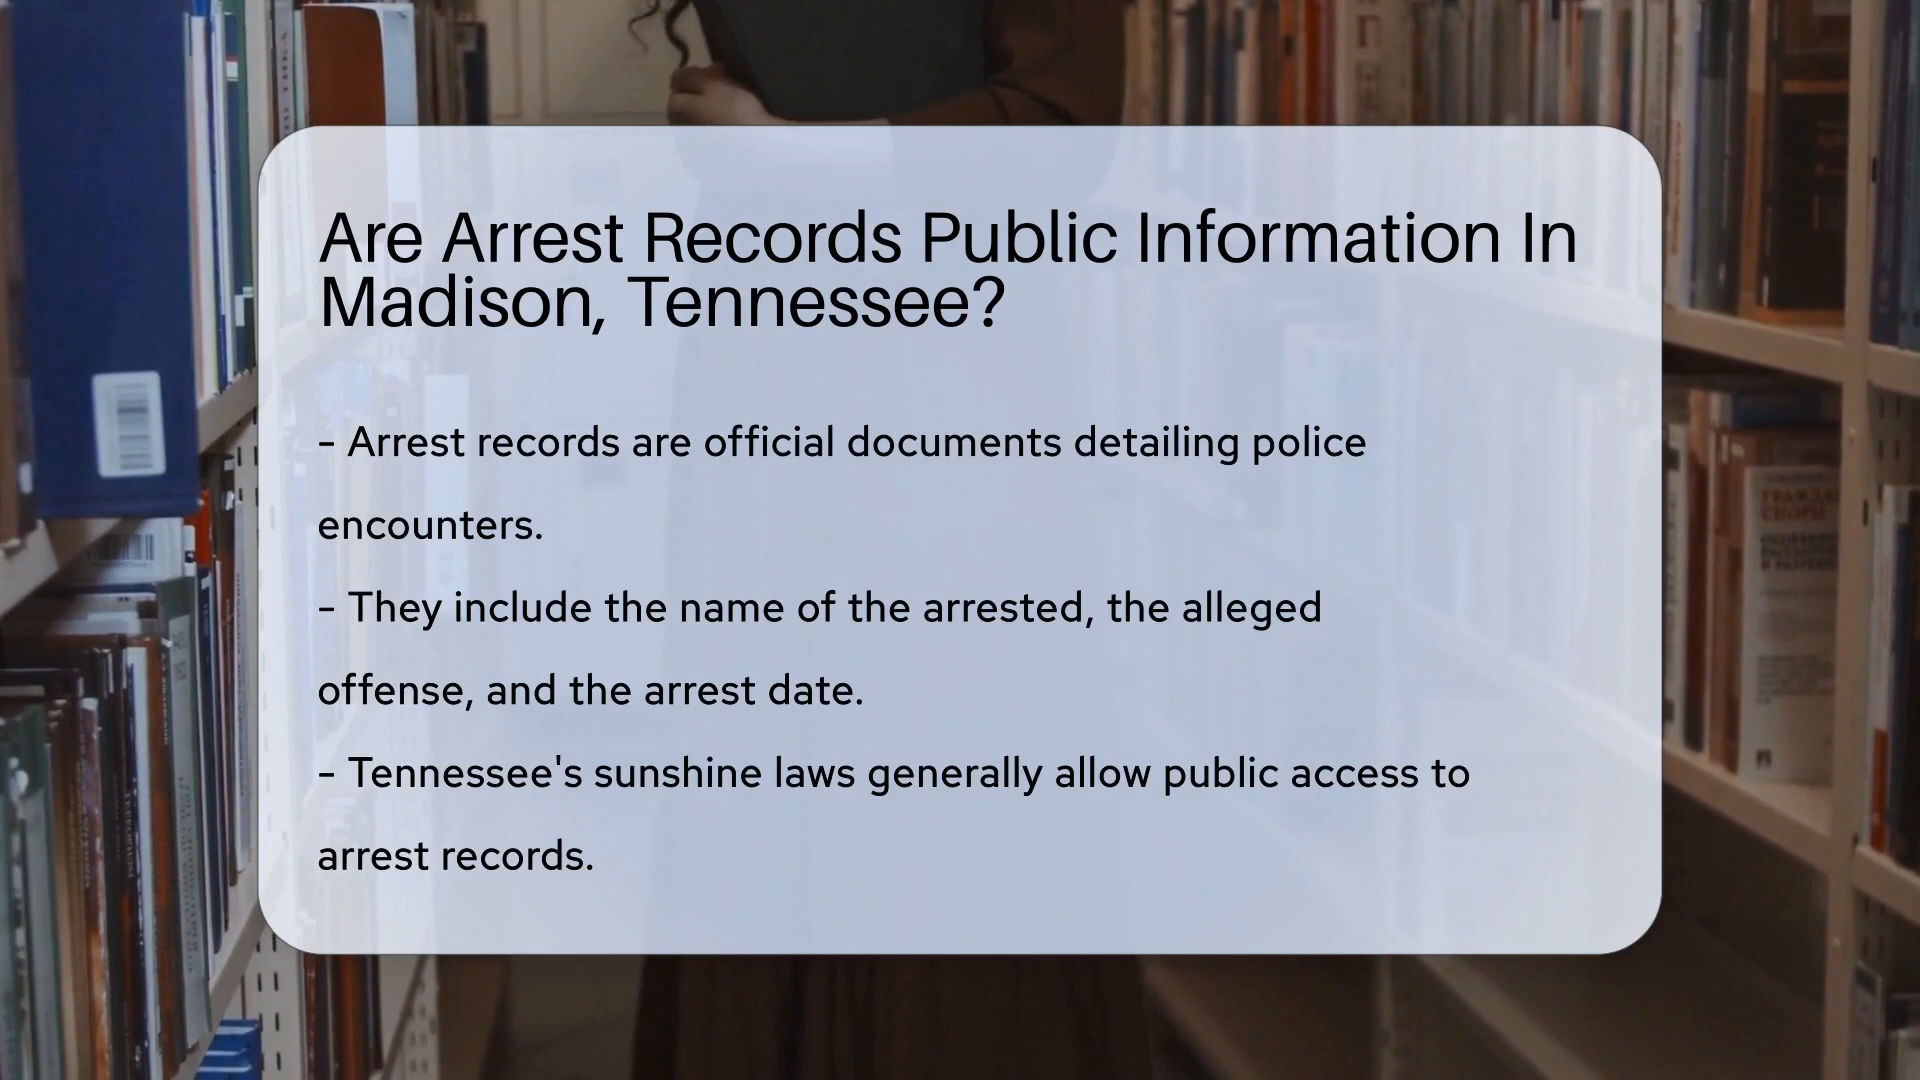 Are Arrest Records Public Information In
Madison, Tennessee?
- Arrest records are official documents detailing police
encounters.
- They include the name of the arrested, the alleged
offense, and the arrest date.
- Tennessee's sunshine laws generally allow public access to
arrest records.